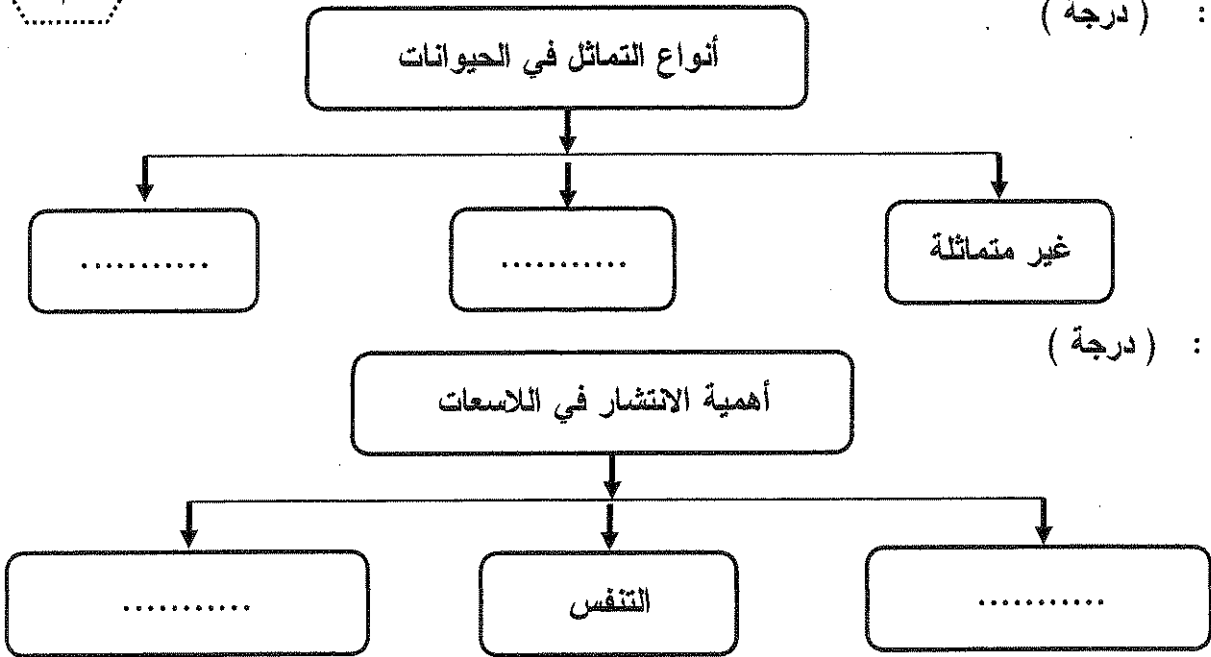 : ( درجة )
أنواع التماثل في الحيوانات
غير متماثلة
...........
...........
: ( درجة )
أهمية الانتشار في اللاسعات
...........
التنفس
...........